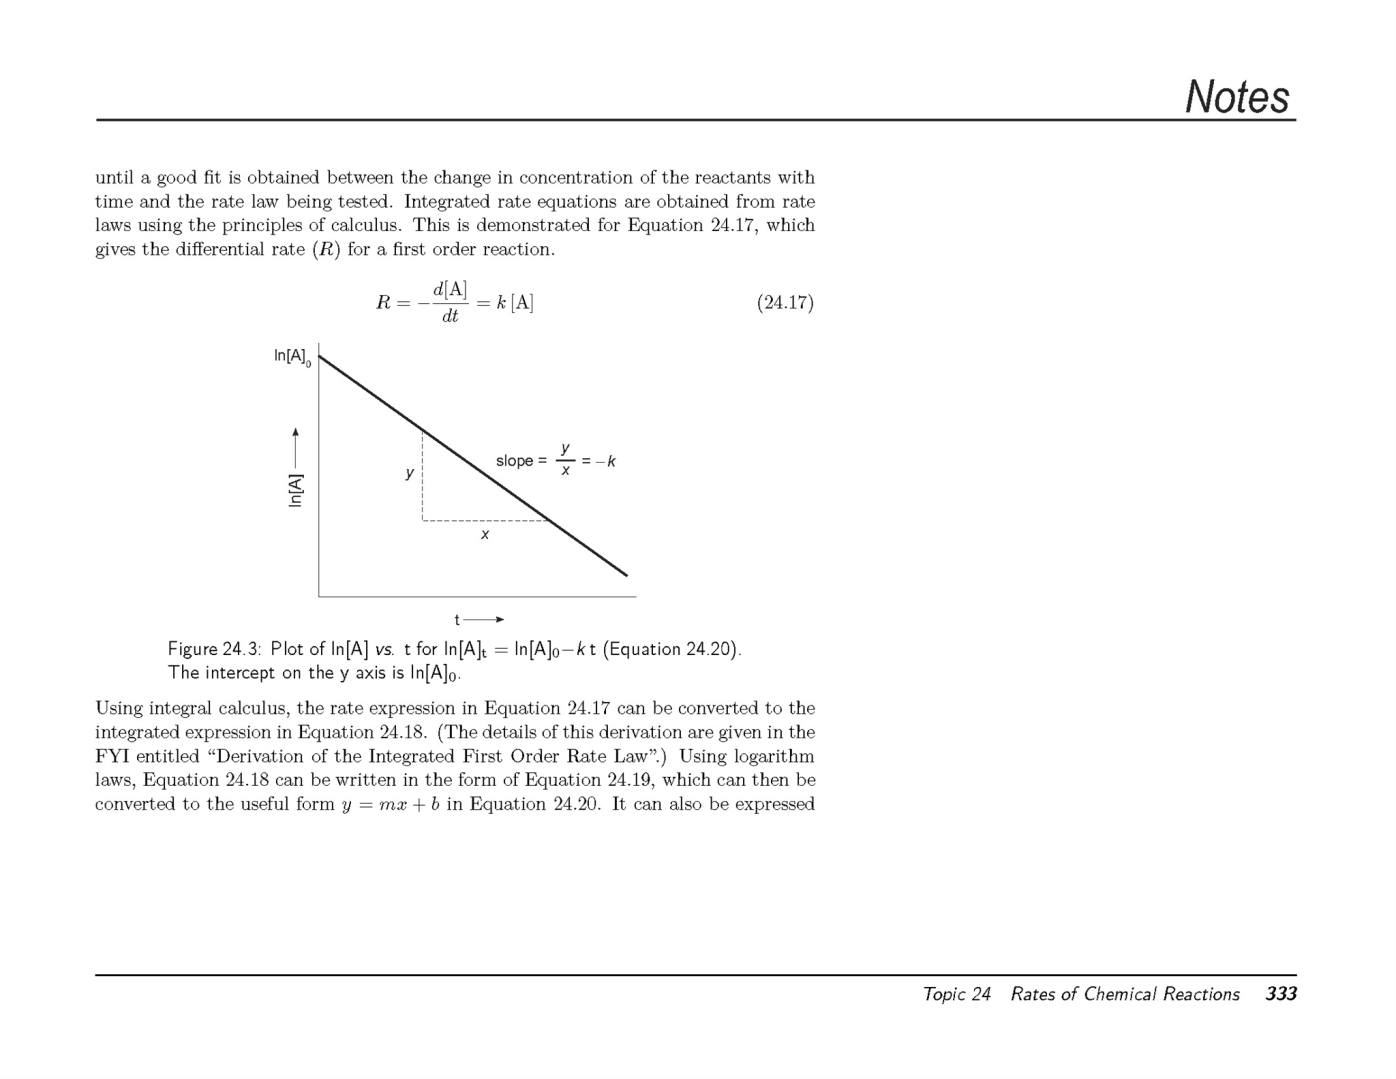 Notes
until a good fit is obtained between the change in concentration of the reactants with
time and the rate law being tested. Integrated rate equations are obtained from rate
laws using the principles of calculus. This is demonstrated for Equation 24.17, which
gives the differential rate (R) for a first order reaction.
R = −d[A]/dt = k [A] (24.17)
ln[A]₀
slope = y/x = −k
y
ln[A]
x
t
Figure 24.3: Plot of ln[A] vs. t for ln[A]t = ln[A]₀−k t (Equation 24.20).
The intercept on the y axis is ln[A]₀.
Using integral calculus, the rate expression in Equation 24.17 can be converted to the
integrated expression in Equation 24.18. (The details of this derivation are given in the
FYI entitled “Derivation of the Integrated First Order Rate Law”.) Using logarithm
laws, Equation 24.18 can be written in the form of Equation 24.19, which can then be
converted to the useful form y = mx + b in Equation 24.20. It can also be expressed
Topic 24 Rates of Chemical Reactions 333